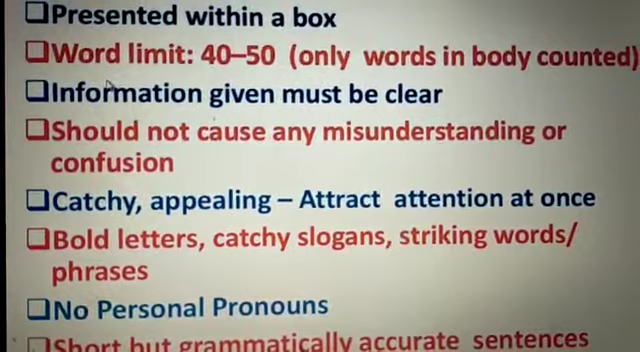 ❑Presented within a box
❑Word limit: 40–50 (only words in body counted)
❑Information given must be clear
❑Should not cause any misunderstanding or
confusion
❑Catchy, appealing – Attract attention at once
❑Bold letters, catchy slogans, striking words/
phrases
❑No Personal Pronouns
❑Short but grammatically accurate sentences